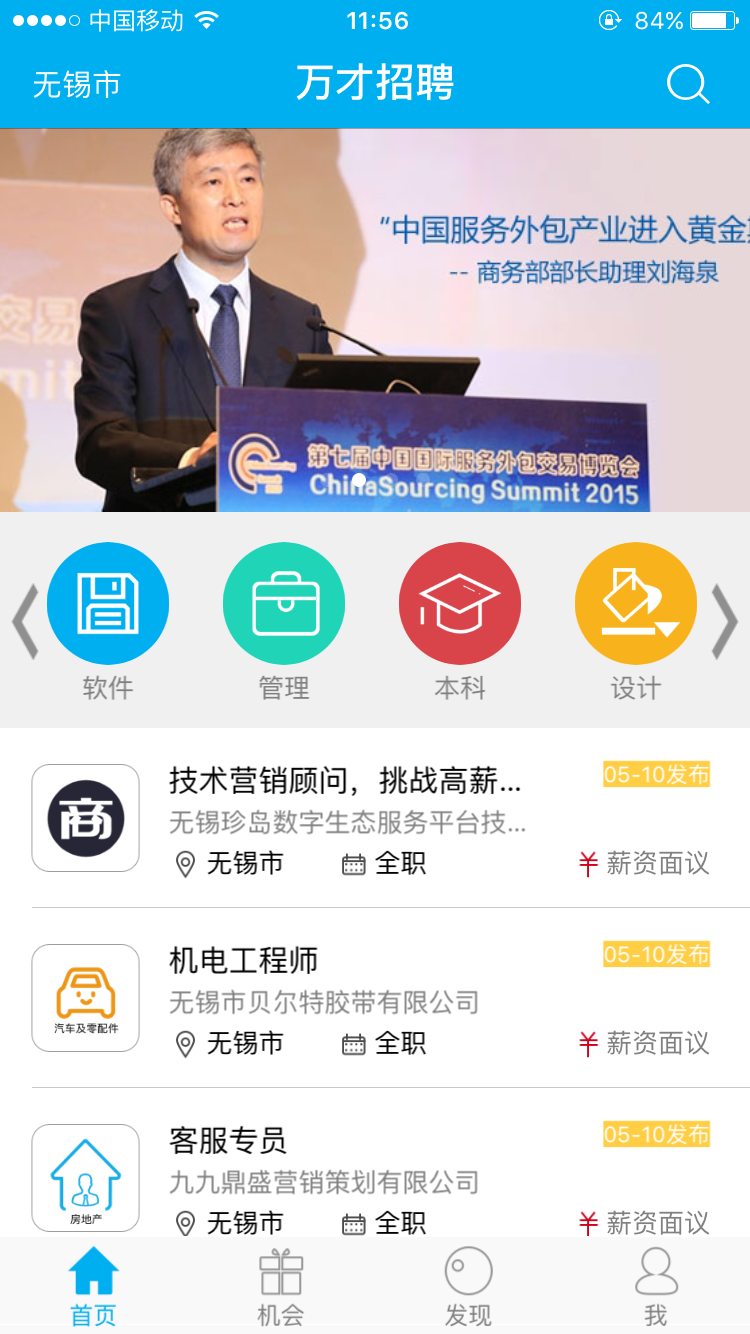 中国移动 11:56 84%
无锡市 万才招聘
“中国服务外包产业进入黄金
-- 商务部部长助理刘海泉
交易
mit
第七届中国国际服务外包交易博览会
ChinaSourcing Summit 2015
软件 管理 本科 设计
商
技术营销顾问，挑战高薪... 05-10发布
无锡珍岛数字生态服务平台技...
无锡市 全职 ¥ 薪资面议
机电工程师 05-10发布
汽车及零配件
无锡市贝尔特胶带有限公司
无锡市 全职 ¥ 薪资面议
客服专员 05-10发布
九九鼎盛营销策划有限公司
房地产
无锡市 全职 ¥ 薪资面议
首页 机会 发现 我